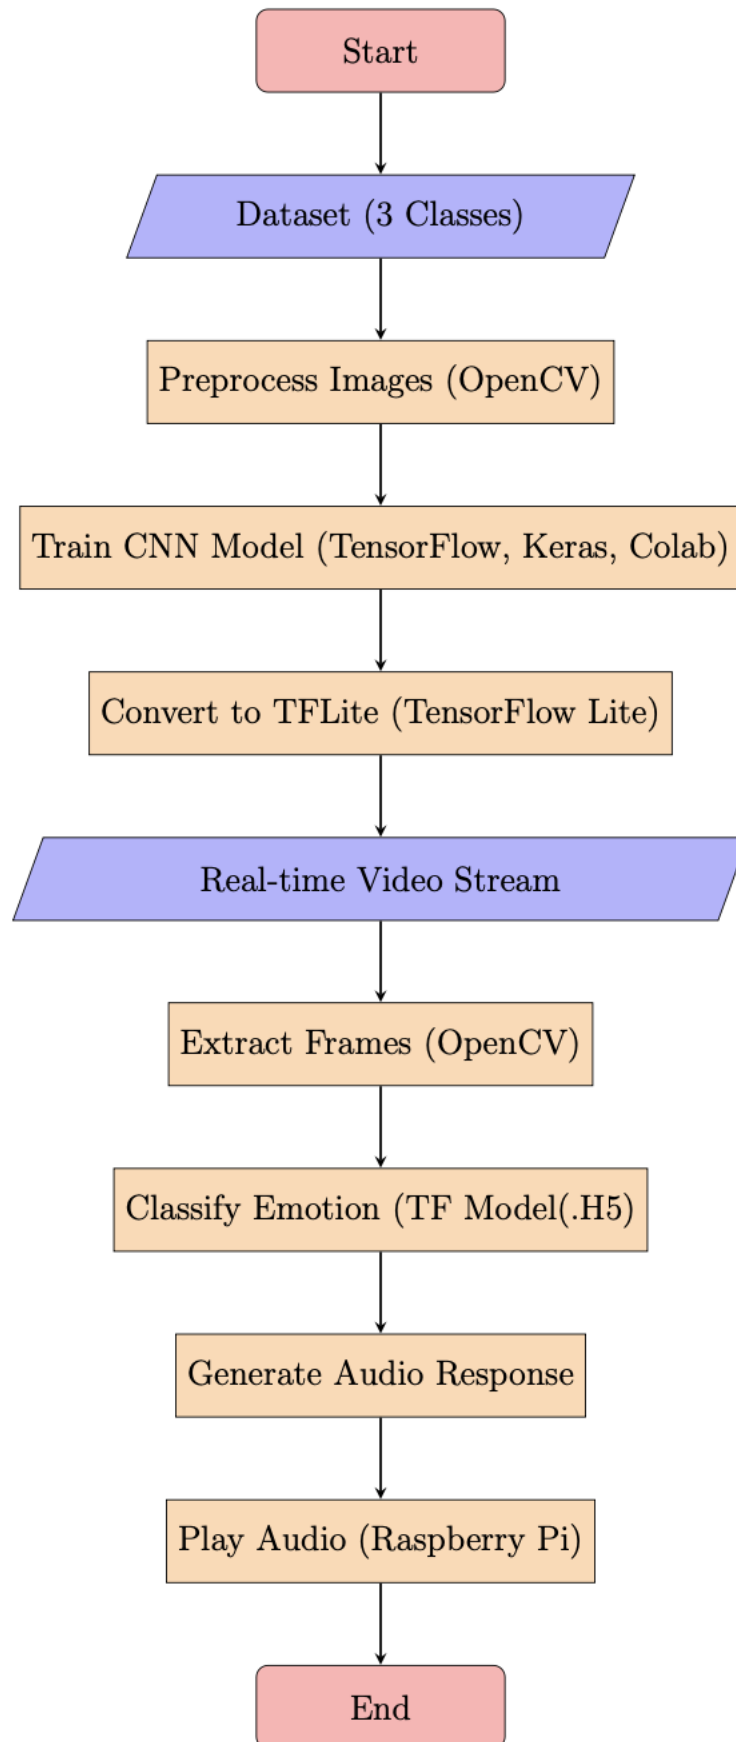 Start
Dataset (3 Classes)
Preprocess Images (OpenCV)
Train CNN Model (TensorFlow, Keras, Colab)
Convert to TFLite (TensorFlow Lite)
Real-time Video Stream
Extract Frames (OpenCV)
Classify Emotion (TF Model(.H5)
Generate Audio Response
Play Audio (Raspberry Pi)
End